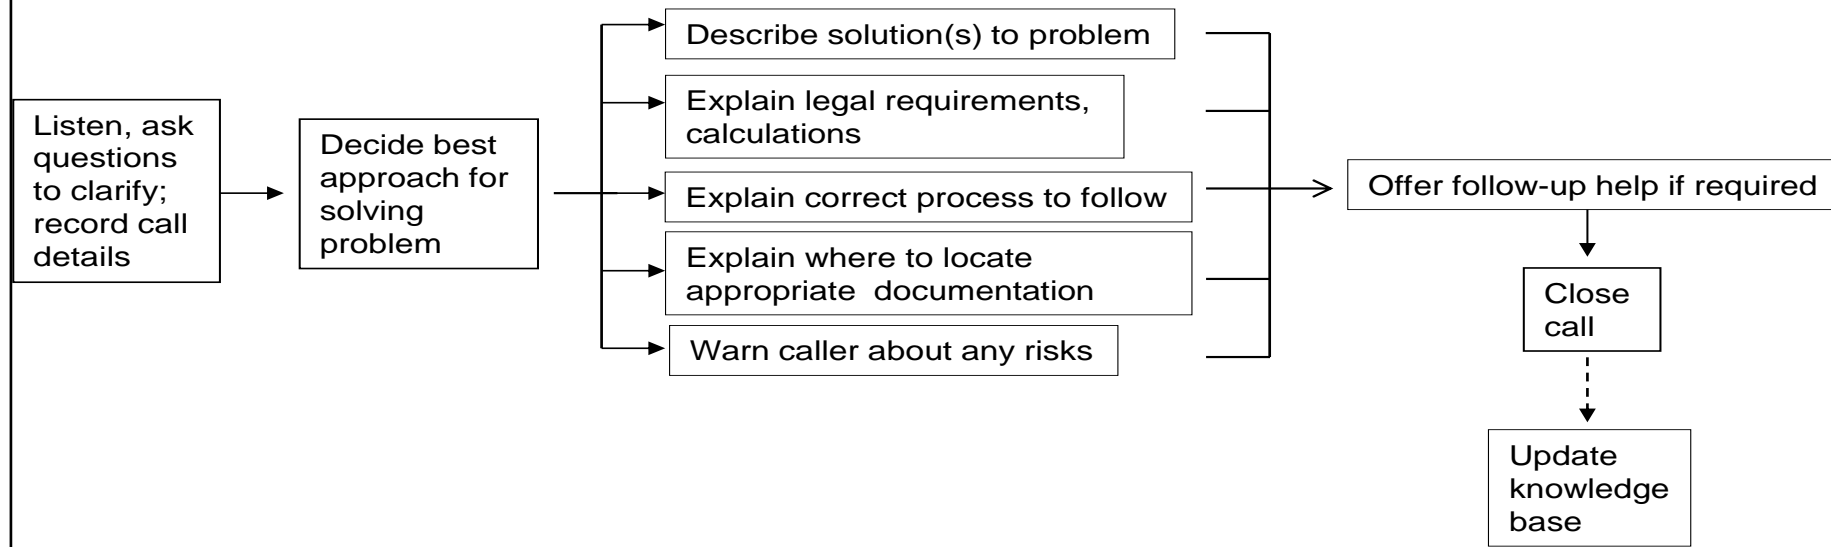 Listen, ask
questions
to clarify;
record call
details
Decide best
approach for
solving
problem
Describe solution(s) to problem
Explain legal requirements,
calculations
Explain correct process to follow
Explain where to locate
appropriate  documentation
Warn caller about any risks
Offer follow-up help if required
Close
call
Update
knowledge
base